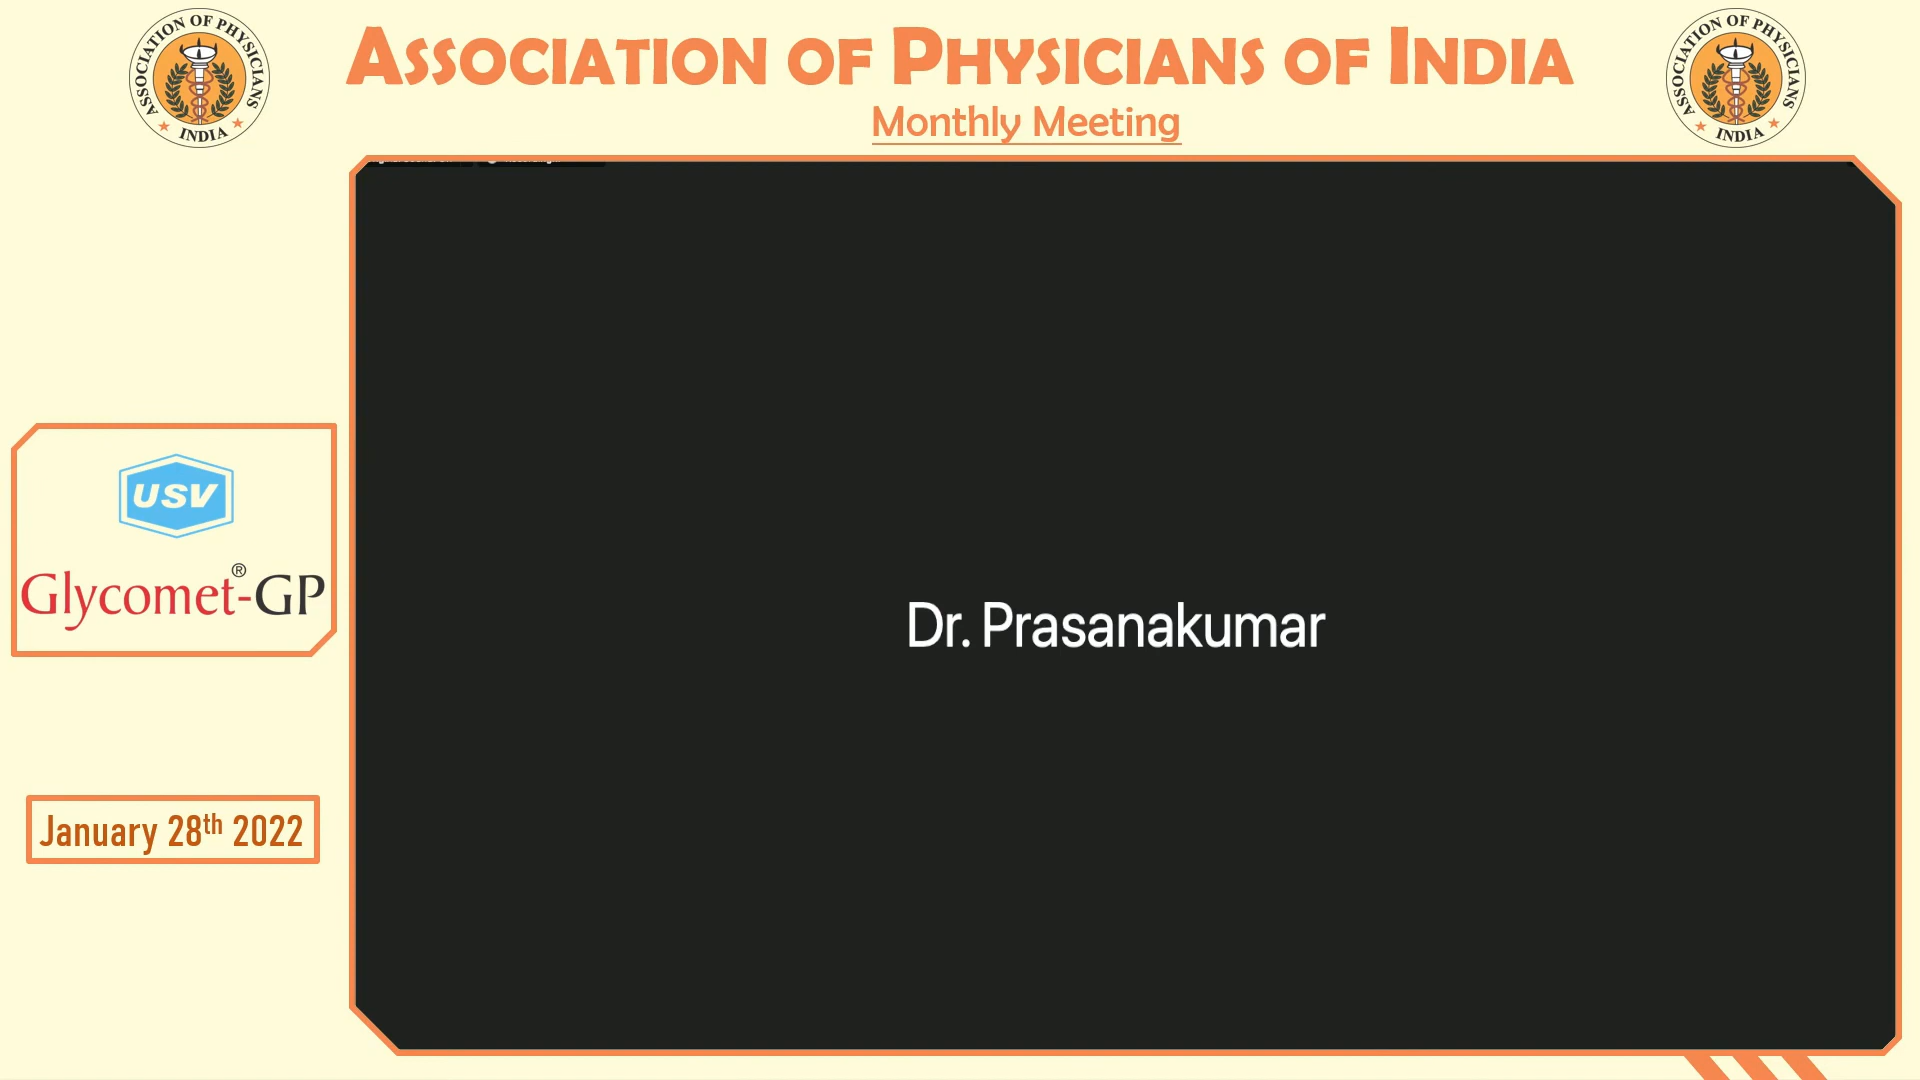 ASSOCIATION OF PHYSICIANS
INDIA
ASSOCIATION OF PHYSICIANS OF INDIA
Monthly Meeting
ASSOCIATION OF PHYSICIANS
INDIA
USV
Glycomet®-GP
Dr. Prasanakumar
January 28th 2022